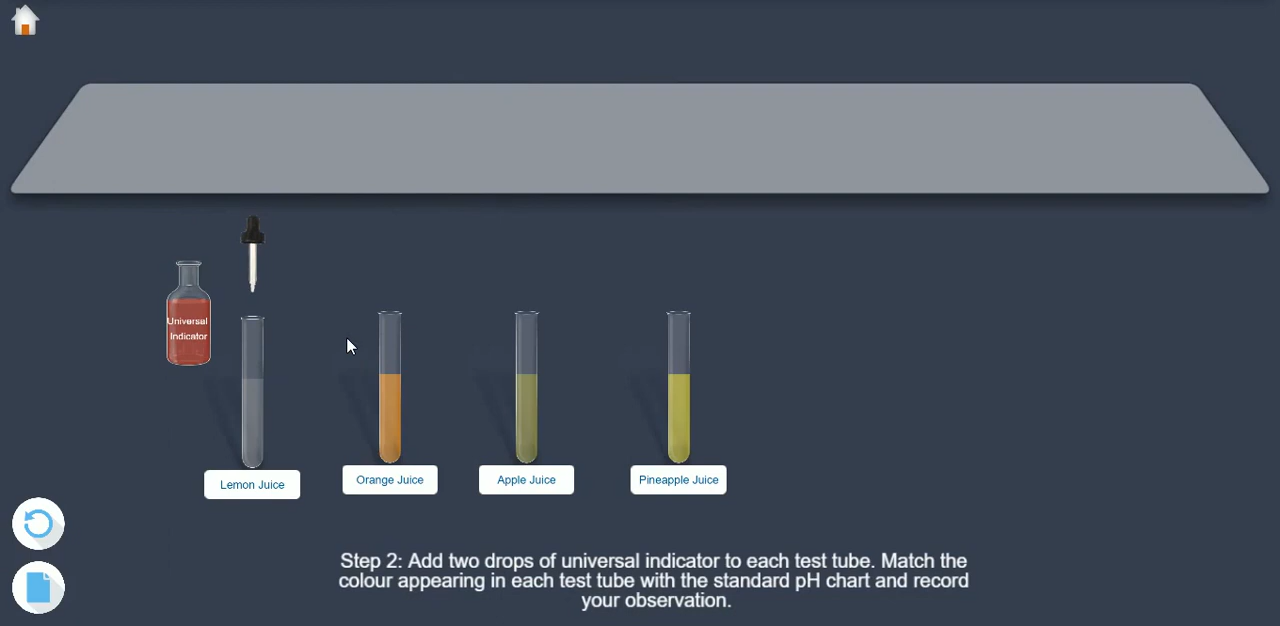 Universal
Indicator
Lemon Juice
Orange Juice
Apple Juice
Pineapple Juice
Step 2: Add two drops of universal indicator to each test tube. Match the
colour appearing in each test tube with the standard pH chart and record
your observation.